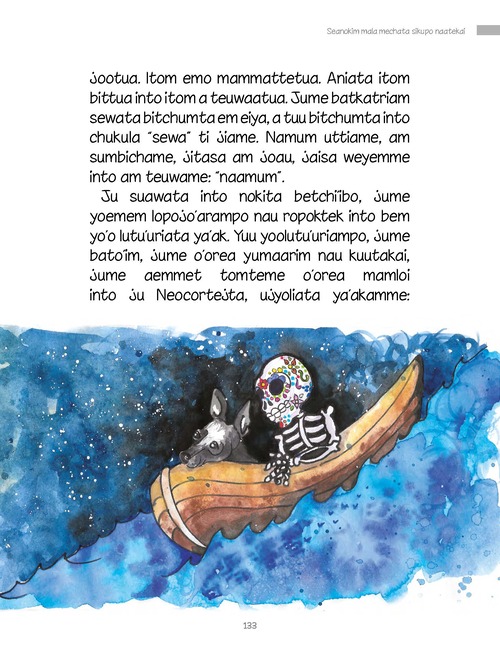 Seanokim mala mechata sikupo naatekai
jootua. Itom emo mammattetua. Aniata itom
bittua into itom a teuwaatua. Jume batkatriam
sewata bitchumta em eiya, a tuu bitchumta into
chukula "sewa" ti jiame. Namum uttiame, am
sumbichame, jitasa am joau, jaisa weyemme
into am teuwame: "naamum".
Ju suawata into nokita betchi'ibo, jume
yoemem lopojo'arampo nau ropoktek into bem
yo'o lutu'uriata ya'ak. Yuu yoolutu'uriampo, jume
bato'im, jume o'orea yumaarim nau kuutakai,
jume aemmet tomteme o'orea mamloi
into ju Neocortejta, ujyoliata ya'akamme:
133